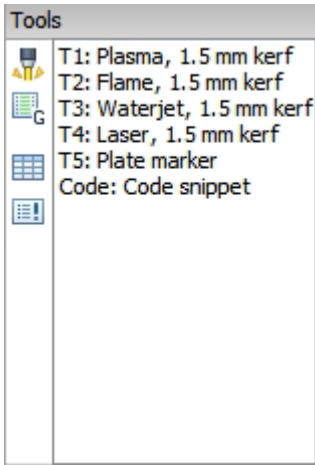 Tools
T1: Plasma, 1.5 mm kerf
T2: Flame, 1.5 mm kerf
T3: Waterjet, 1.5 mm kerf
T4: Laser, 1.5 mm kerf
T5: Plate marker
Code: Code snippet
G